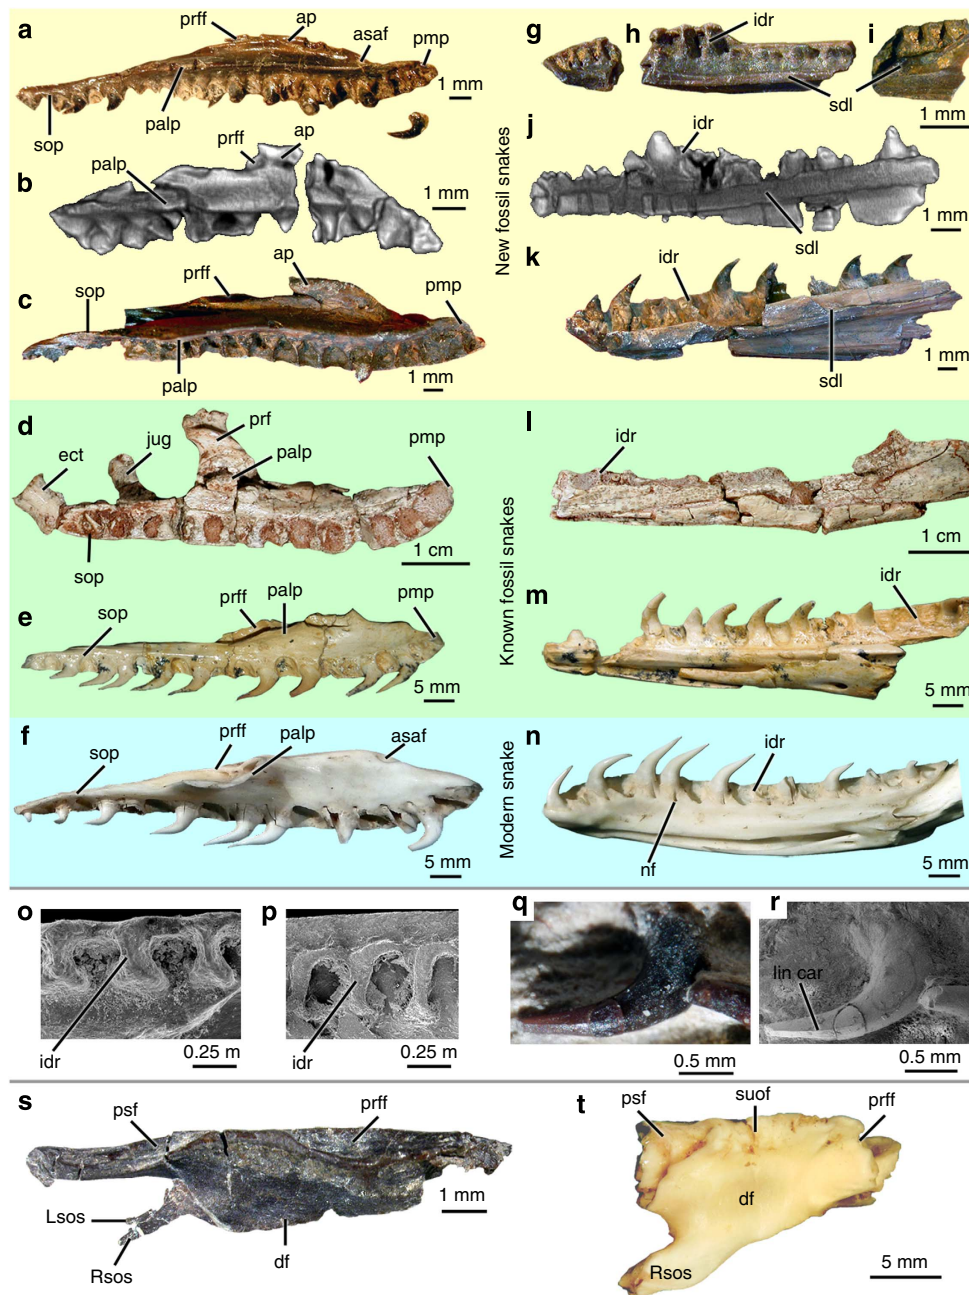 a
prff
ap
asaf
pmp
sop
palp
1 mm
b
palp
prff
ap
1 mm
c
sop
prff
ap
pmp
palp
1 mm
g
h
idr
i
sdl
1 mm
j
idr
sdl
1 mm
k
idr
sdl
1 mm
New fossil snakes
d
ect
jug
prf
palp
pmp
sop
1 cm
e
sop
prff
palp
pmp
5 mm
l
idr
1 cm
m
idr
5 mm
Known fossil snakes
f
sop
prff
palp
asaf
5 mm
n
idr
nf
5 mm
Modern snake
o
idr
0.25 m
p
idr
0.25 m
q
0.5 mm
r
lin car
0.5 mm
s
psf
prff
Lsos
Rsos
df
1 mm
t
psf
suof
prff
df
Rsos
5 mm